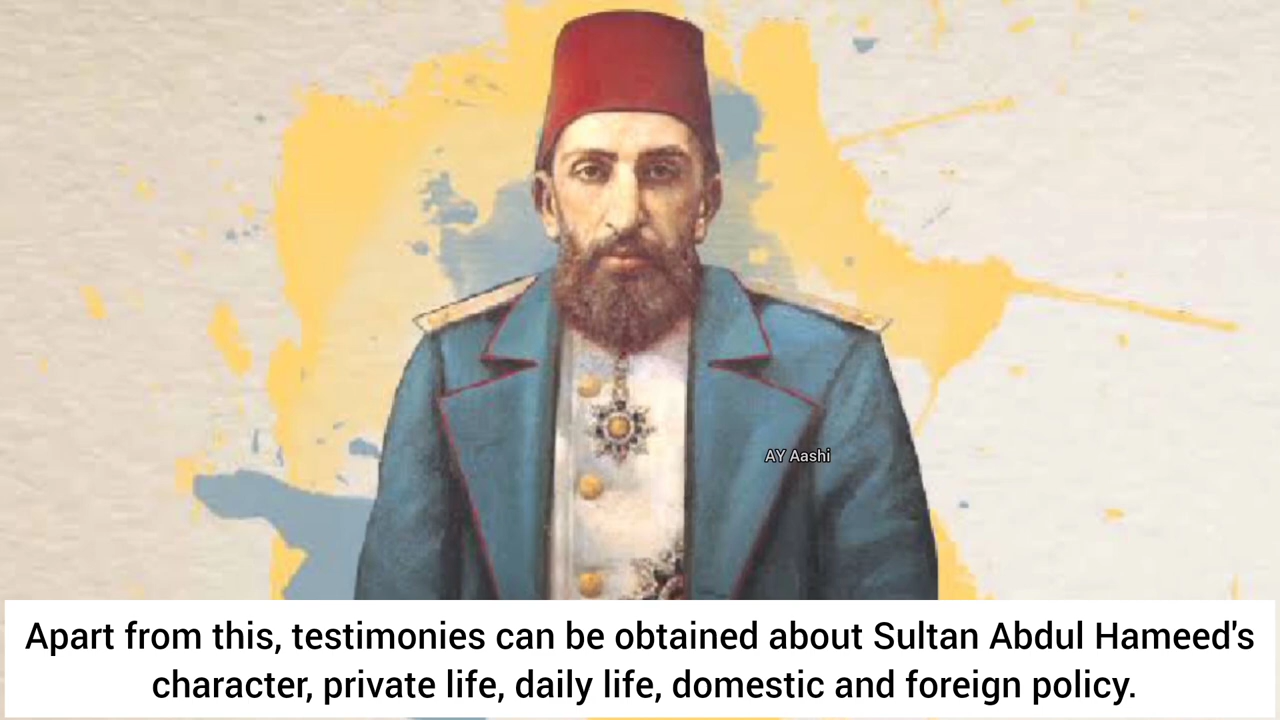 AY Aashi
Apart from this, testimonies can be obtained about Sultan Abdul Hameed's
character, private life, daily life, domestic and foreign policy.